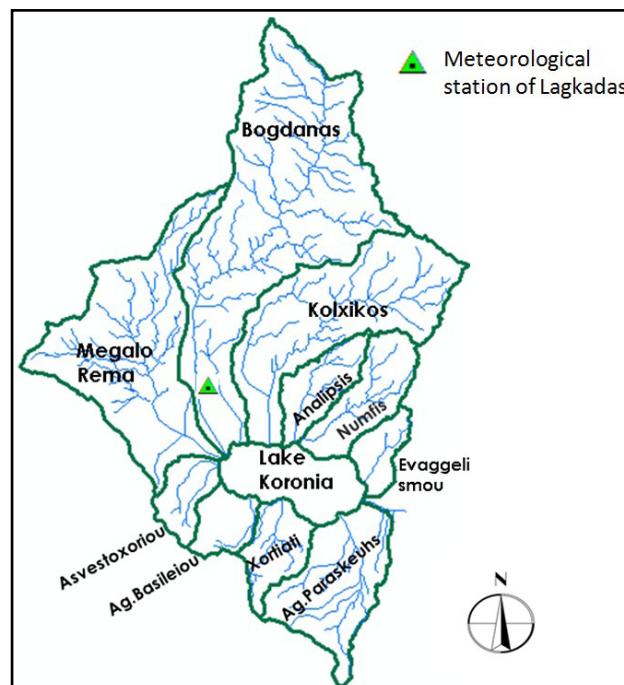 Meteorological
station of Lagkadas
Bogdanas
Kolxikos
Megalo
Rema
Analipsis
Numfis
Lake
Koronia
Evaggeli
smou
Asvestoxoriou
Ag.Basileiou
Xortiati
Ag.Paraskeuhs
N